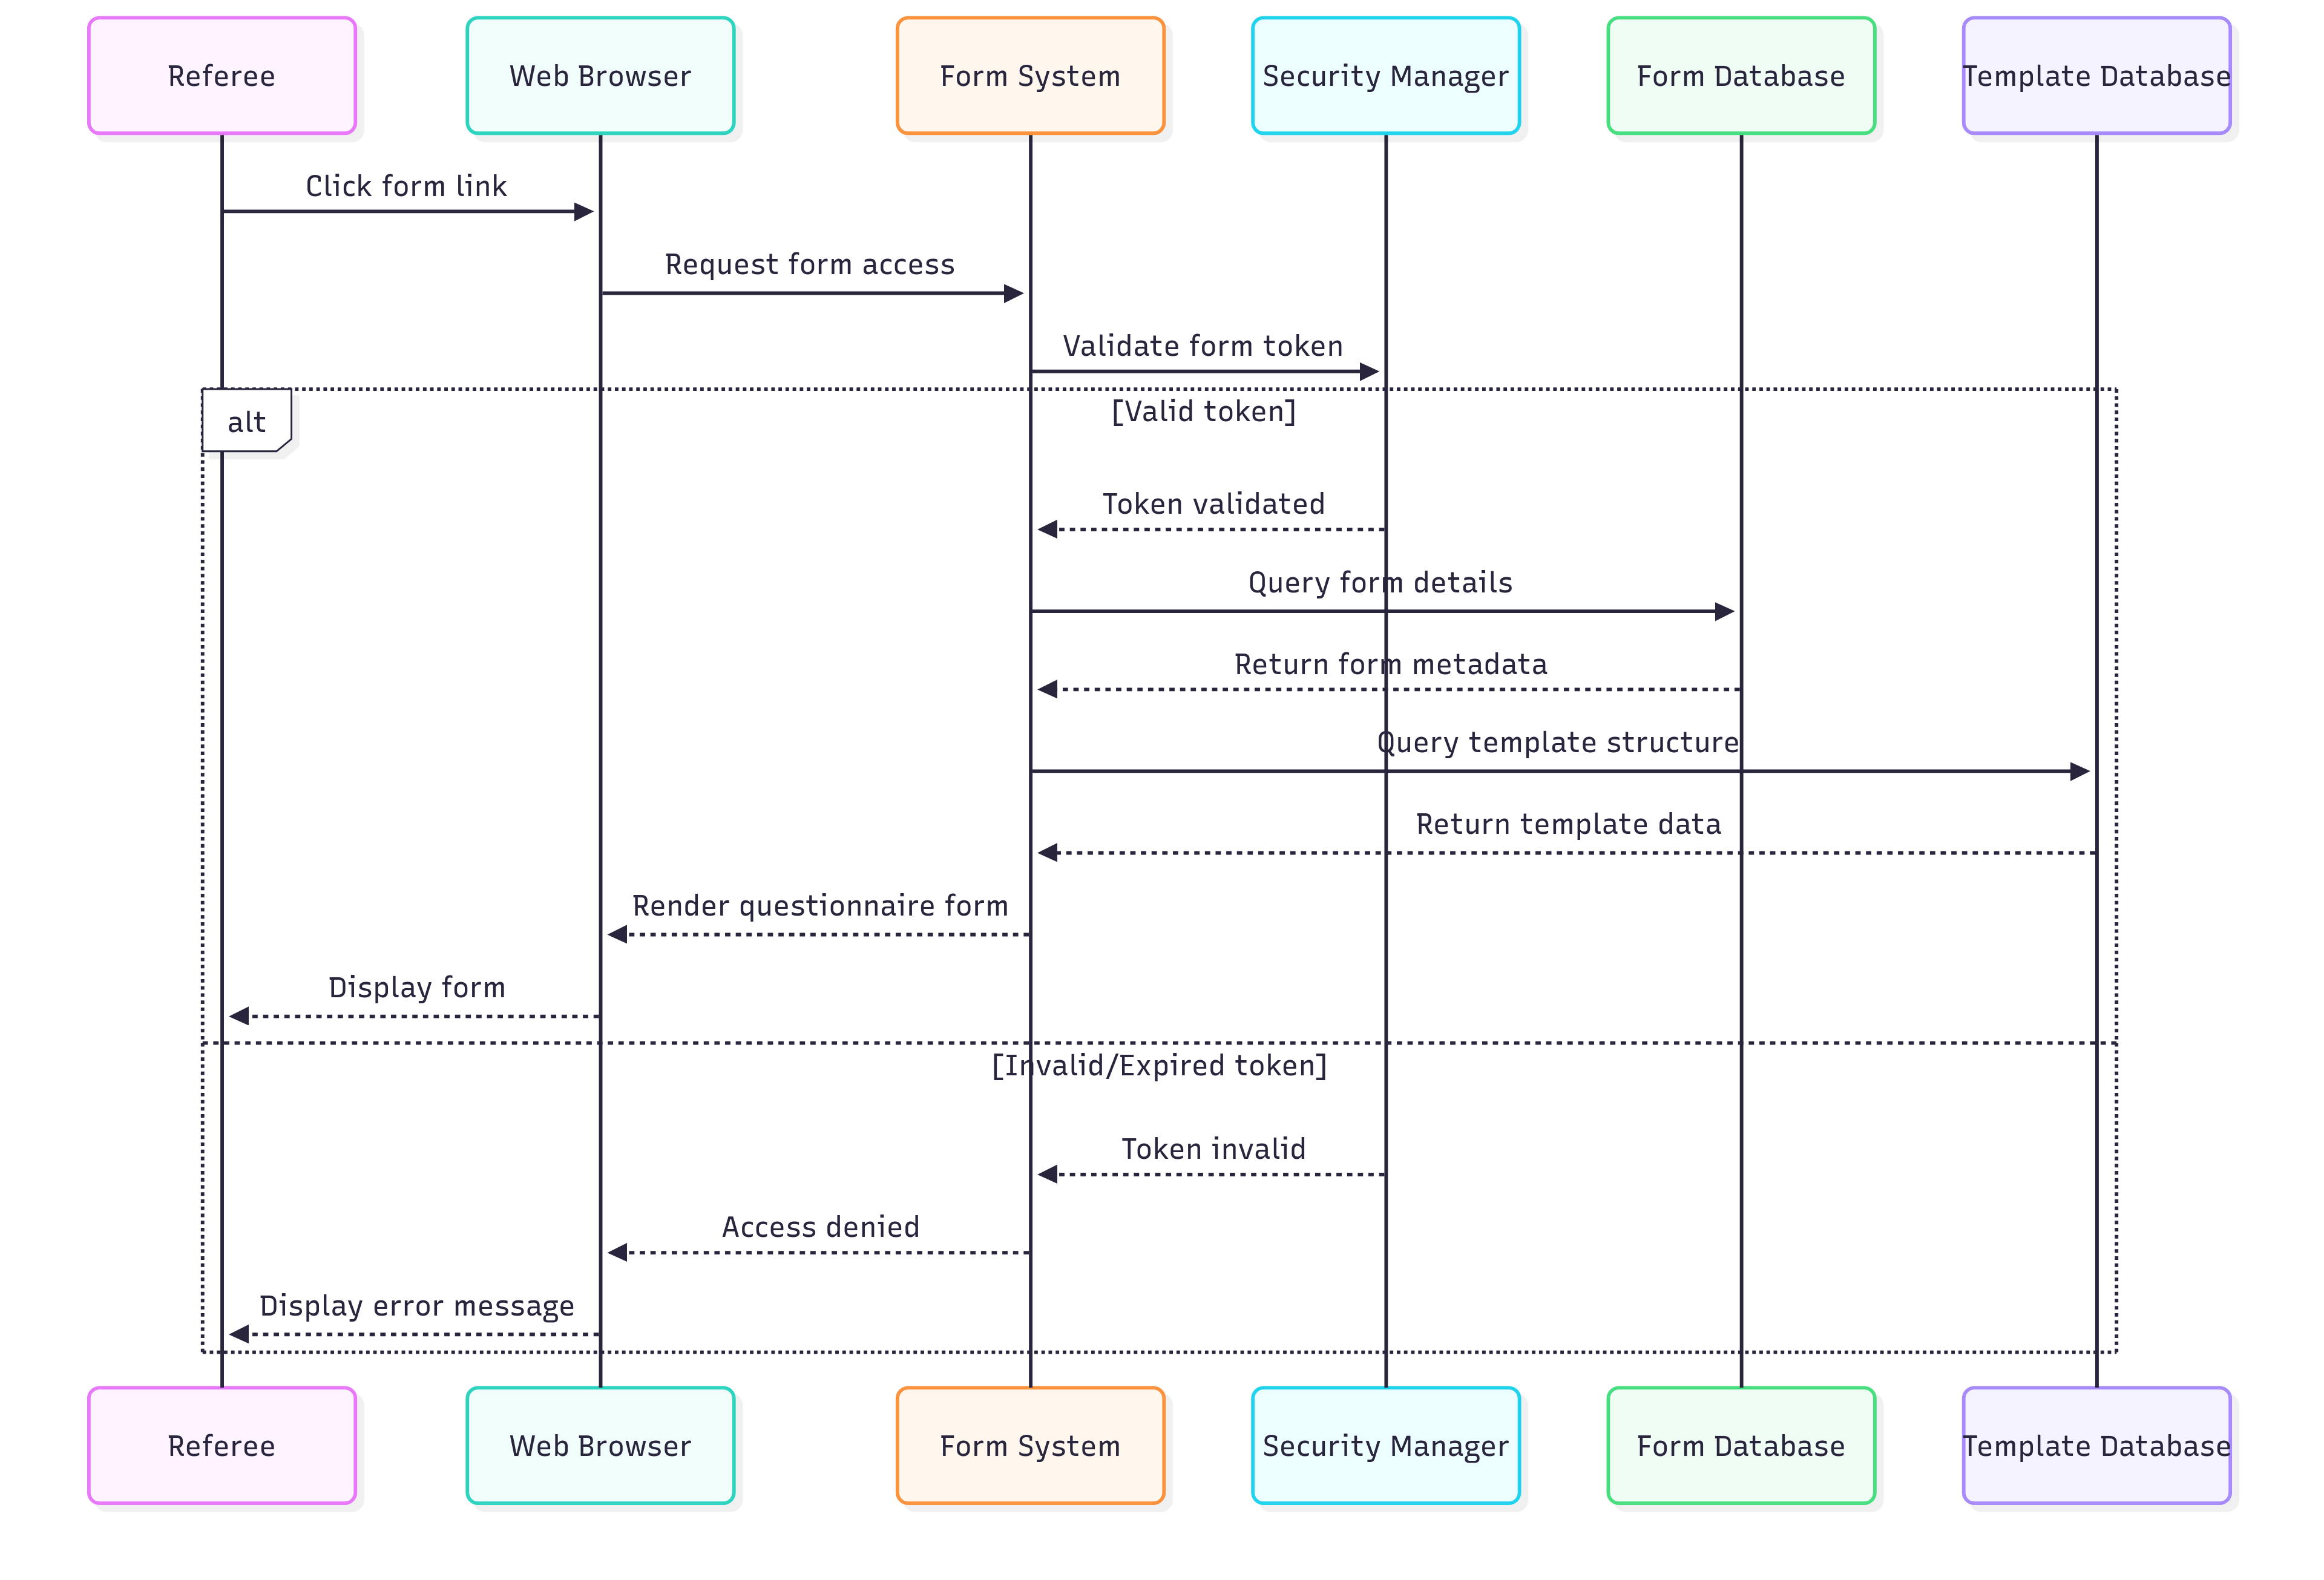 Referee
Web Browser
Form System
Security Manager
Form Database
Template Database
Click form link
Request form access
Validate form token
alt
[Valid token]
Token validated
Query form details
Return form metadata
Query template structure
Return template data
Render questionnaire form
Display form
[Invalid/Expired token]
Token invalid
Access denied
Display error message
Referee
Web Browser
Form System
Security Manager
Form Database
Template Database